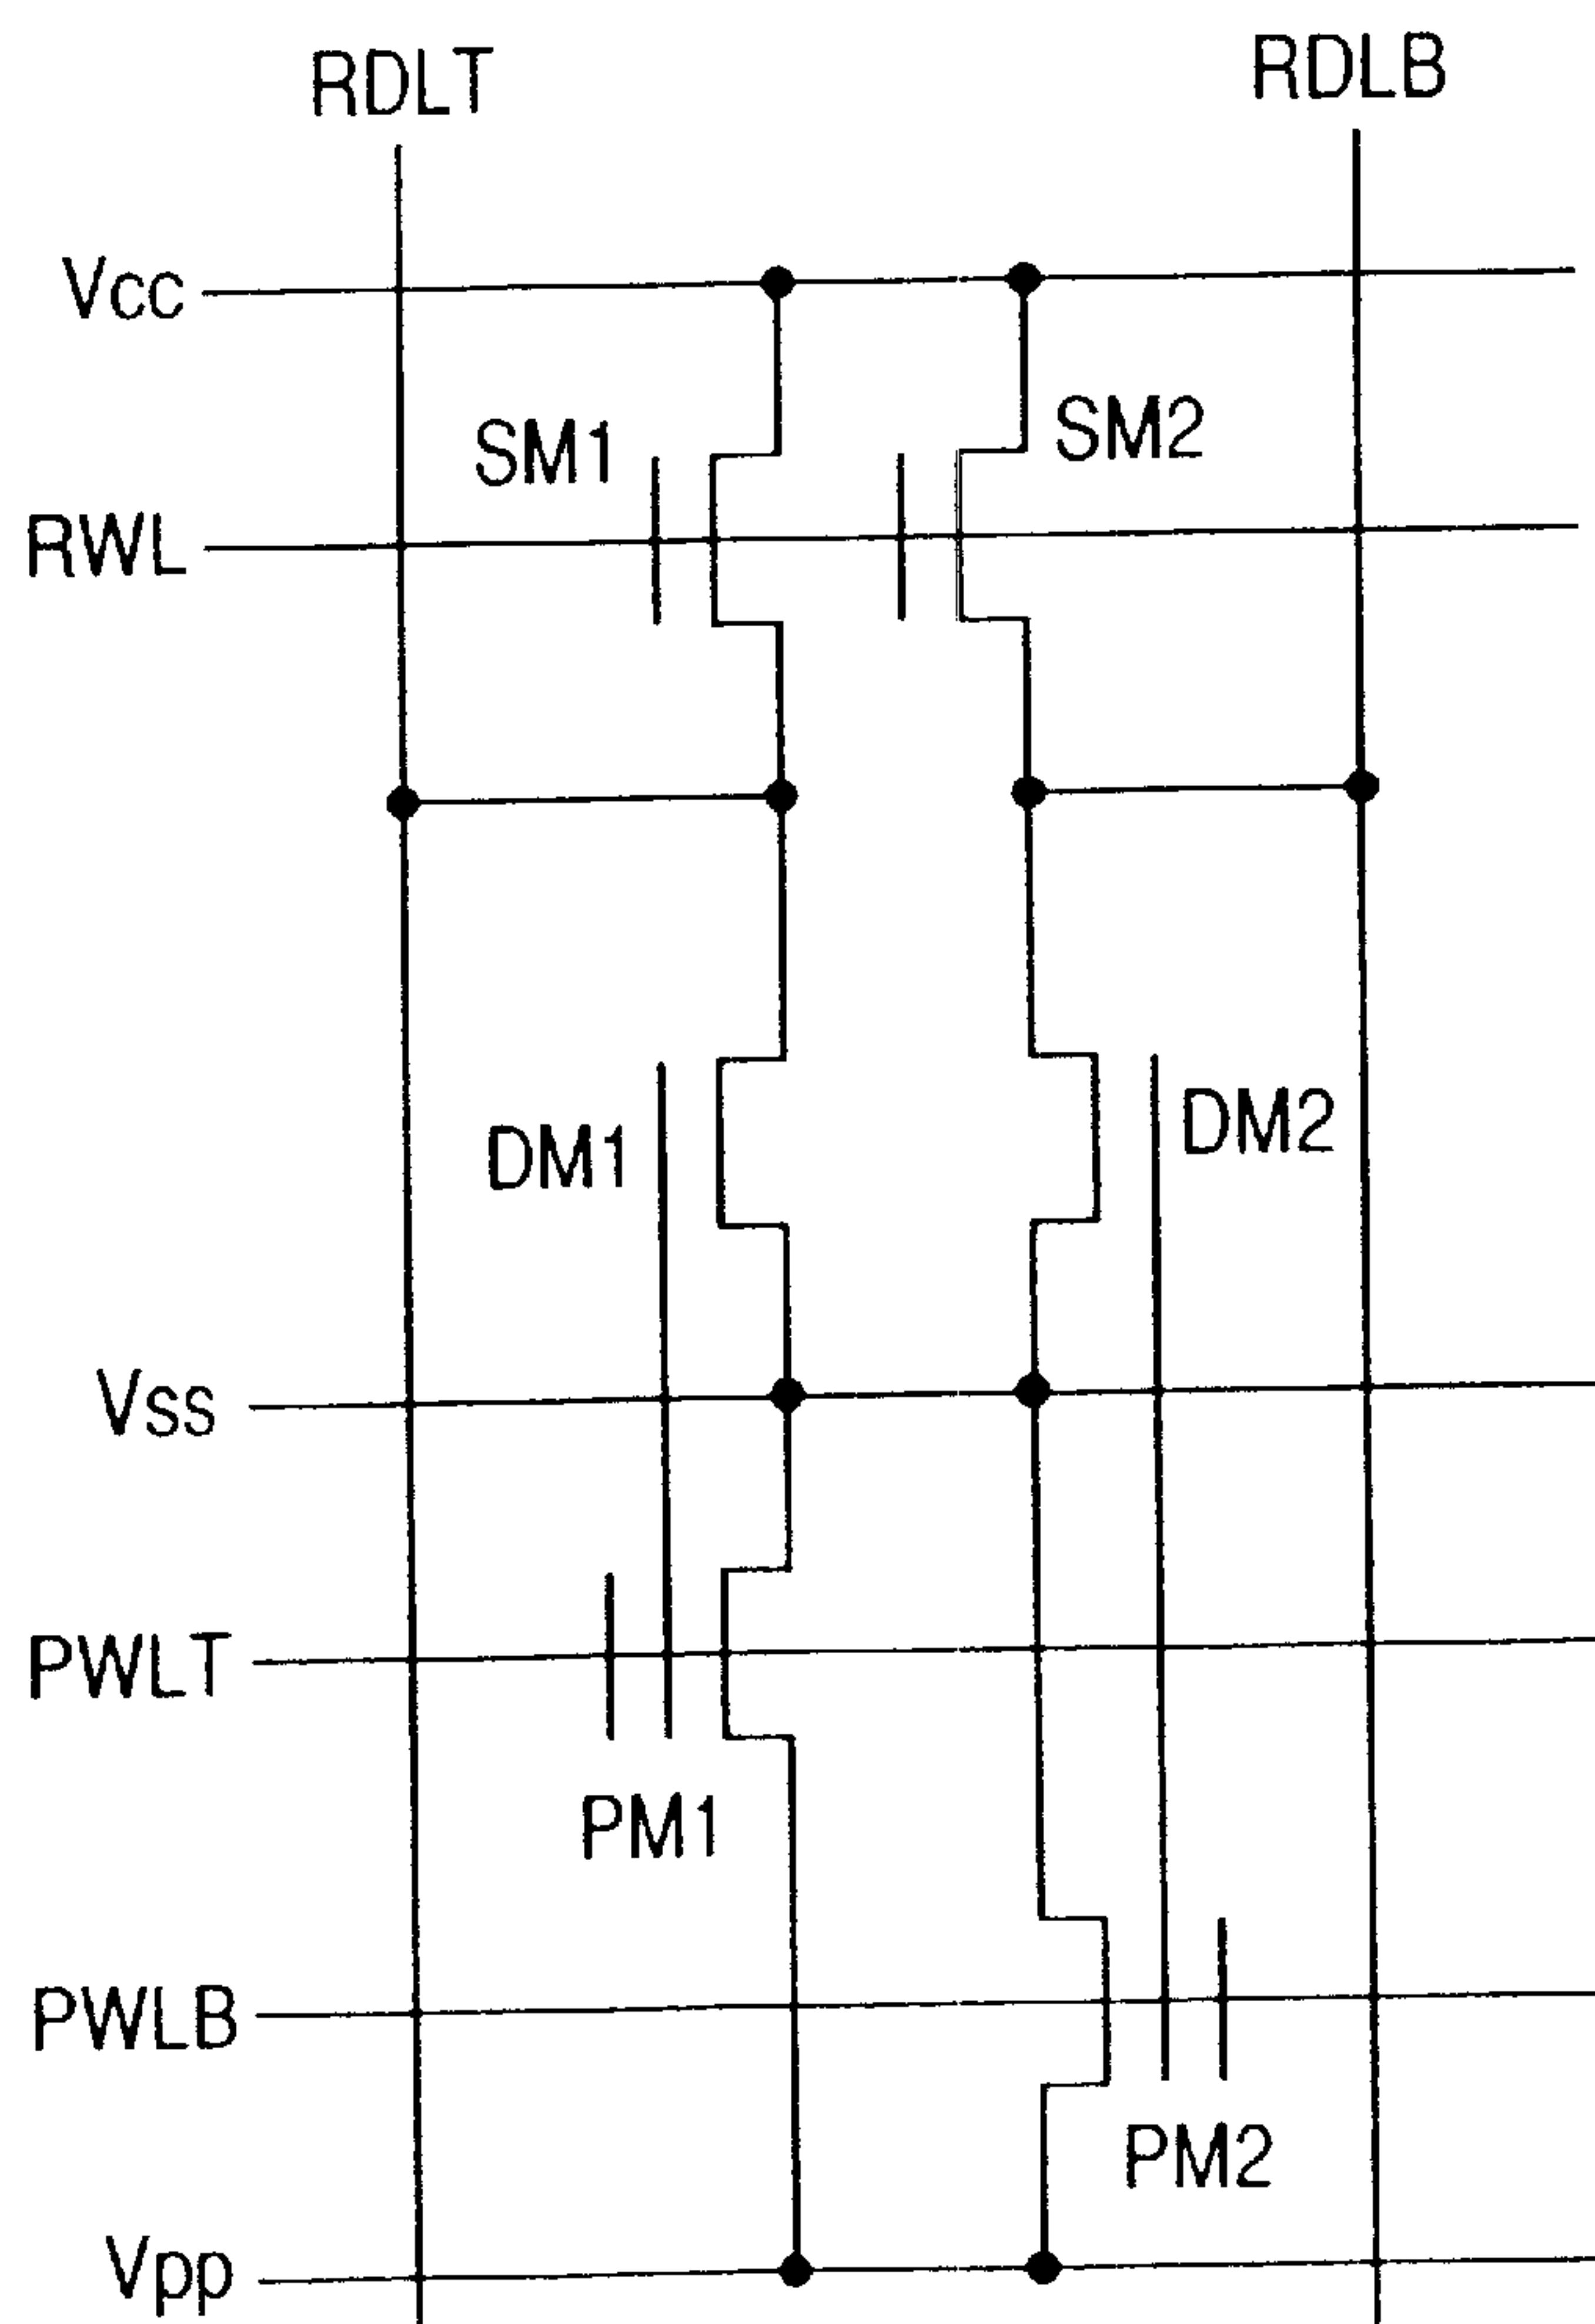 RDLT
RDLB
Vcc
SM1
SM2
RWL
DM1
DM2
Vss
PWLT
PM1
PWLB
PM2
Vpp